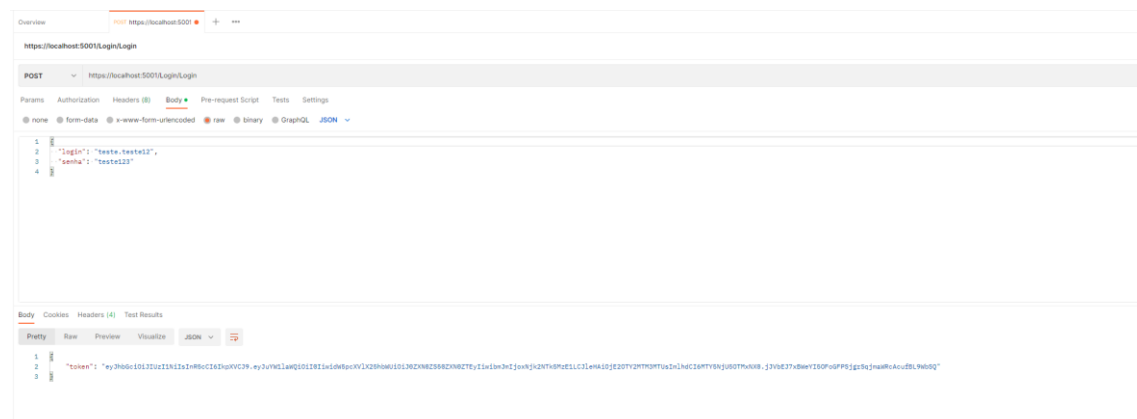 Overview POST https://localhost:5001 + •••
https://localhost:5001/Login/Login
POST https://localhost:5001/Login/Login
Params Authorization Headers (8) Body Pre-request Script Tests Settings
none form-data x-www-form-urlencoded raw binary GraphQL JSON
1 {
2 "login": "teste.teste12",
3 "senha": "teste123"
4 }
Body Cookies Headers (4) Test Results
Pretty Raw Preview Visualize JSON
1 {
2 "token":
3 }